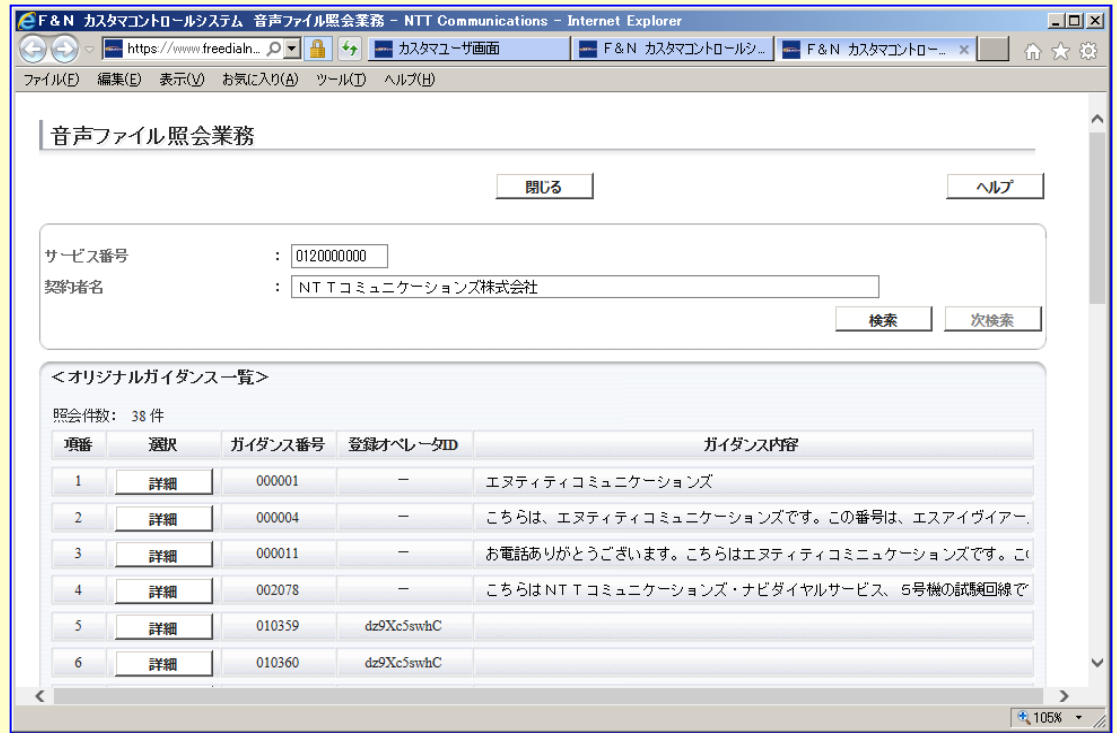 F&N カスタマコントロールシステム 音声ファイル照会業務 - NTT Communications - Internet Explorer
https://www.freedialn... カスタマユーザ画面 F&N カスタマコントロールシ... F&N カスタマコントロー...
ファイル(F) 編集(E) 表示(V) お気に入り(A) ツール(T) ヘルプ(H)
音声ファイル照会業務
閉じる ヘルプ
サービス番号 : 0120000000
契約者名 : NTTコミュニケーションズ株式会社
検索 次検索
<オリジナルガイダンス一覧>
照会件数: 38 件
項番 選択 ガイダンス番号 登録オペレータID ガイダンス内容
1 詳細 000001 - エヌティティコミュニケーションズ
2 詳細 000004 - こちらは、エヌティティコミュニケーションズです。この番号は、エスアイヴイアー
3 詳細 000011 - お電話ありがとうございます。こちらはエヌティティコミニュケーションズです。こ
4 詳細 002078 - こちらはNTTコミュニケーションズ・ナビダイヤルサービス、5号機の試験回線で
5 詳細 010359 dz9Xc5swhC
6 詳細 010360 dz9Xc5swhC
105%